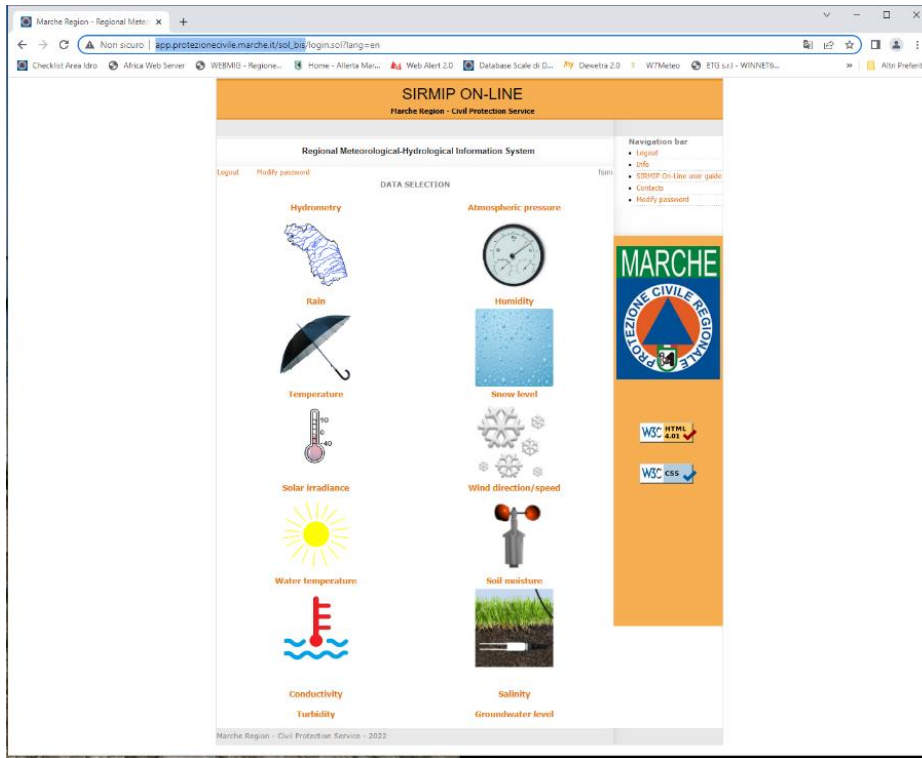 Marche Region - Regional Mete
Non sicuro | app.protezionecivile.marche.it/sol_bis/login.sol?lang=en
Checklist Area Idro Africa Web Server WEBMIG - Regione... Home - Allerta Mar... Web Alert 2.0 Database Scale di D... Dewetra 2.0 W7Meteo ETG s.r.l - WINNET6... » Altri Preferiti
SIRMIP ON-LINE
Marche Region - Civil Protection Service
Regional Meteorological-Hydrological Information System
Logout Modify password
DATA SELECTION
Hydrometry Atmospheric pressure
Rain Humidity
Temperature Snow level
50
0
-40
Solar irradiance Wind direction/speed
Water temperature Soil moisture
Conductivity Salinity
Turbidity Groundwater level
Marche Region - Civil Protection Service - 2022
Navigation bar
Logout
Info
SIRMIP On-Line user guide
Contacts
Modify password
MARCHE
PROTEZIONE CIVILE REGIONALE
W3C HTML 4.01
W3C CSS